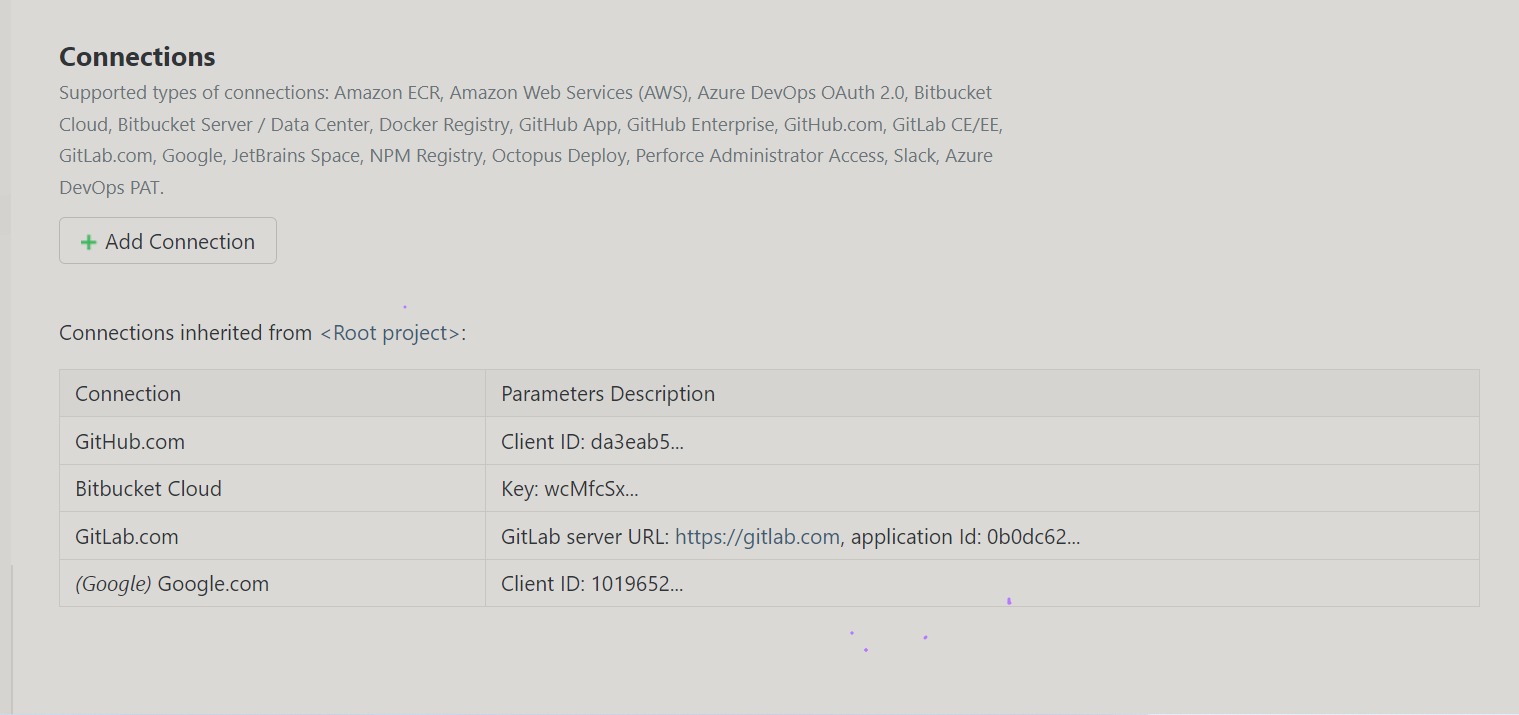 Connections
Supported types of connections: Amazon ECR, Amazon Web Services (AWS), Azure DevOps OAuth 2.0, Bitbucket
Cloud, Bitbucket Server / Data Center, Docker Registry, GitHub App, GitHub Enterprise, GitHub.com, GitLab CE/EE,
GitLab.com, Google, JetBrains Space, NPM Registry, Octopus Deploy, Perforce Administrator Access, Slack, Azure
DevOps PAT.
+ Add Connection
Connections inherited from <Root project>:
Connection Parameters Description
GitHub.com Client ID: da3eab5...
Bitbucket Cloud Key: wcMfcSx...
GitLab.com GitLab server URL: https://gitlab.com, application Id: 0b0dc62...
(Google) Google.com Client ID: 1019652...